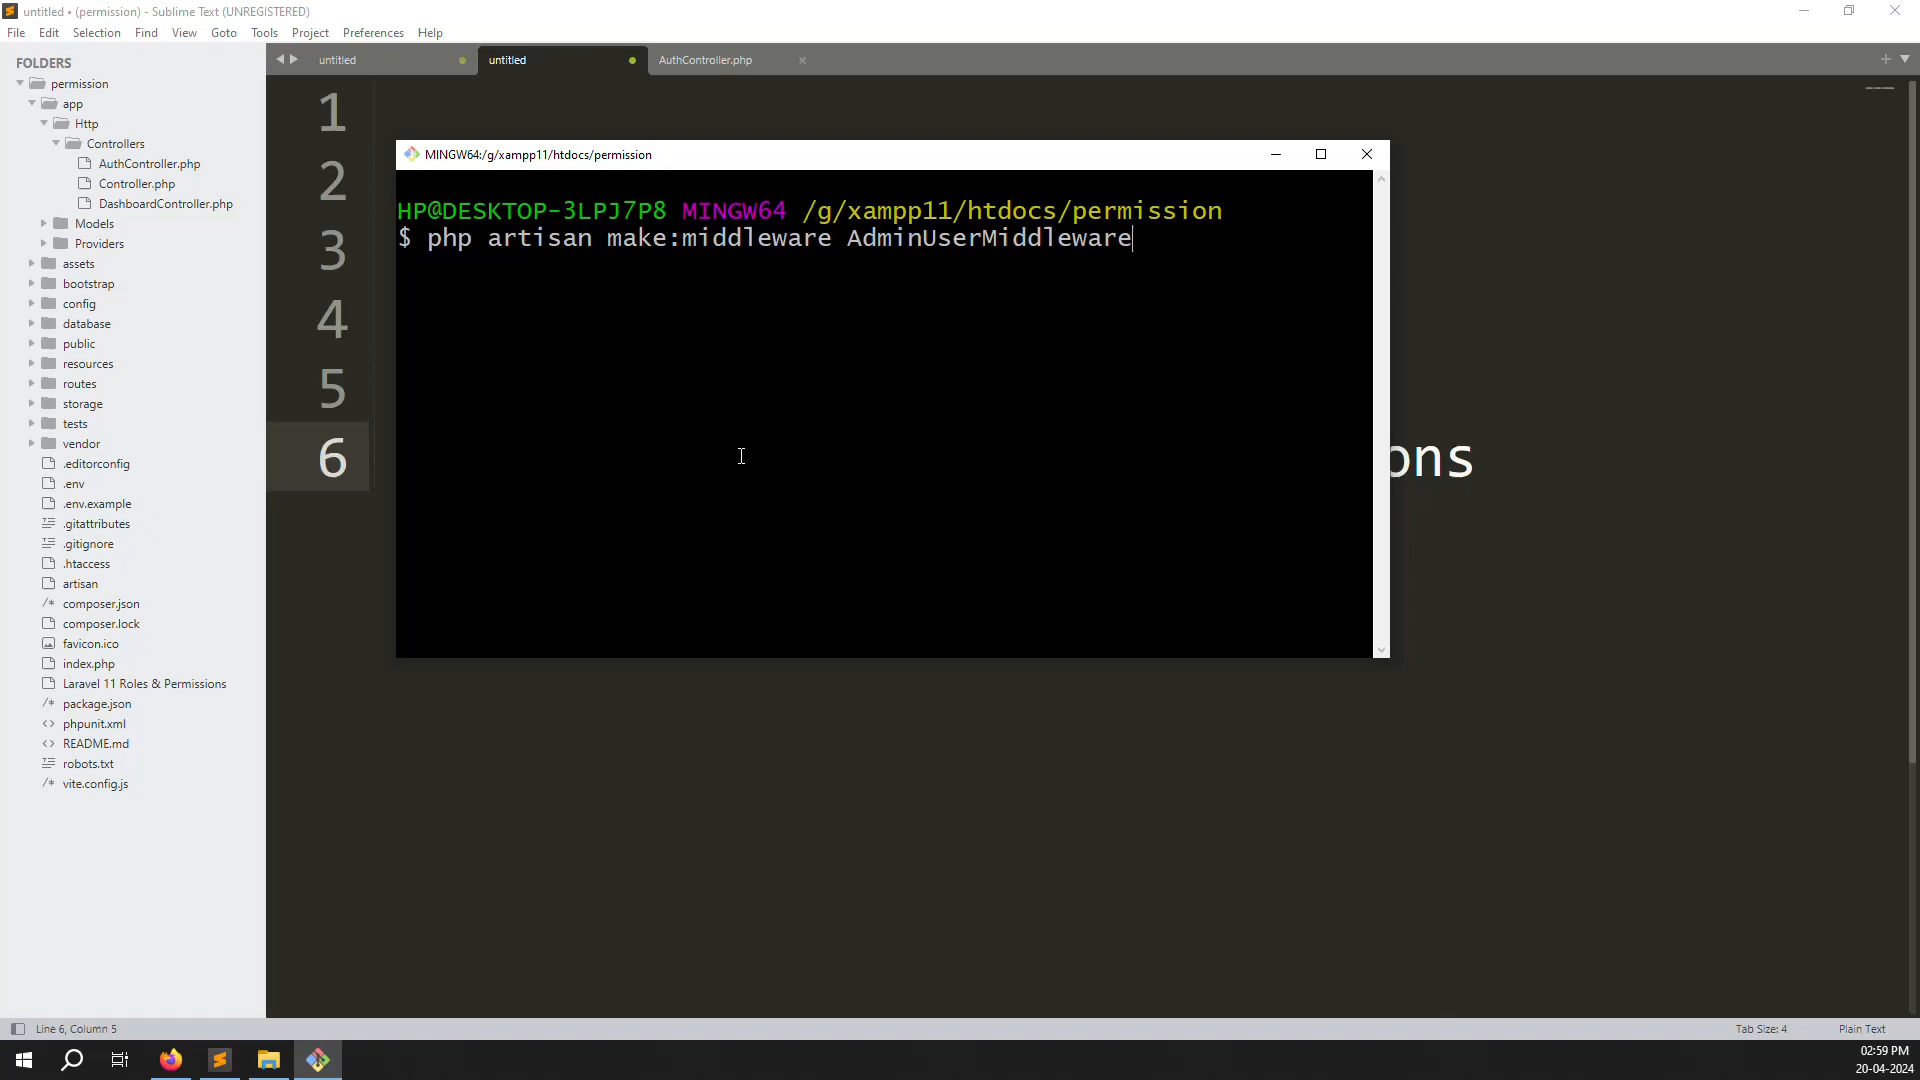 untitled • (permission) - Sublime Text (UNREGISTERED)
File Edit Selection Find View Goto Tools Project Preferences Help
FOLDERS
permission
app
Http
Controllers
AuthController.php
Controller.php
DashboardController.php
Models
Providers
assets
bootstrap
config
database
public
resources
routes
storage
tests
vendor
.editorconfig
.env
.env.example
.gitattributes
.gitignore
.htaccess
artisan
composer.json
composer.lock
favicon.ico
index.php
Laravel 11 Roles & Permissions
package.json
phpunit.xml
README.md
robots.txt
vite.config.js
untitled untitled AuthController.php
1
2
3
4
5
6 ons
MINGW64:/g/xampp11/htdocs/permission
HP@DESKTOP-3LPJ7P8 MINGW64 /g/xampp11/htdocs/permission
$ php artisan make:middleware AdminUserMiddleware
Line 6, Column 5 Tab Size: 4 Plain Text
02:59 PM
20-04-2024